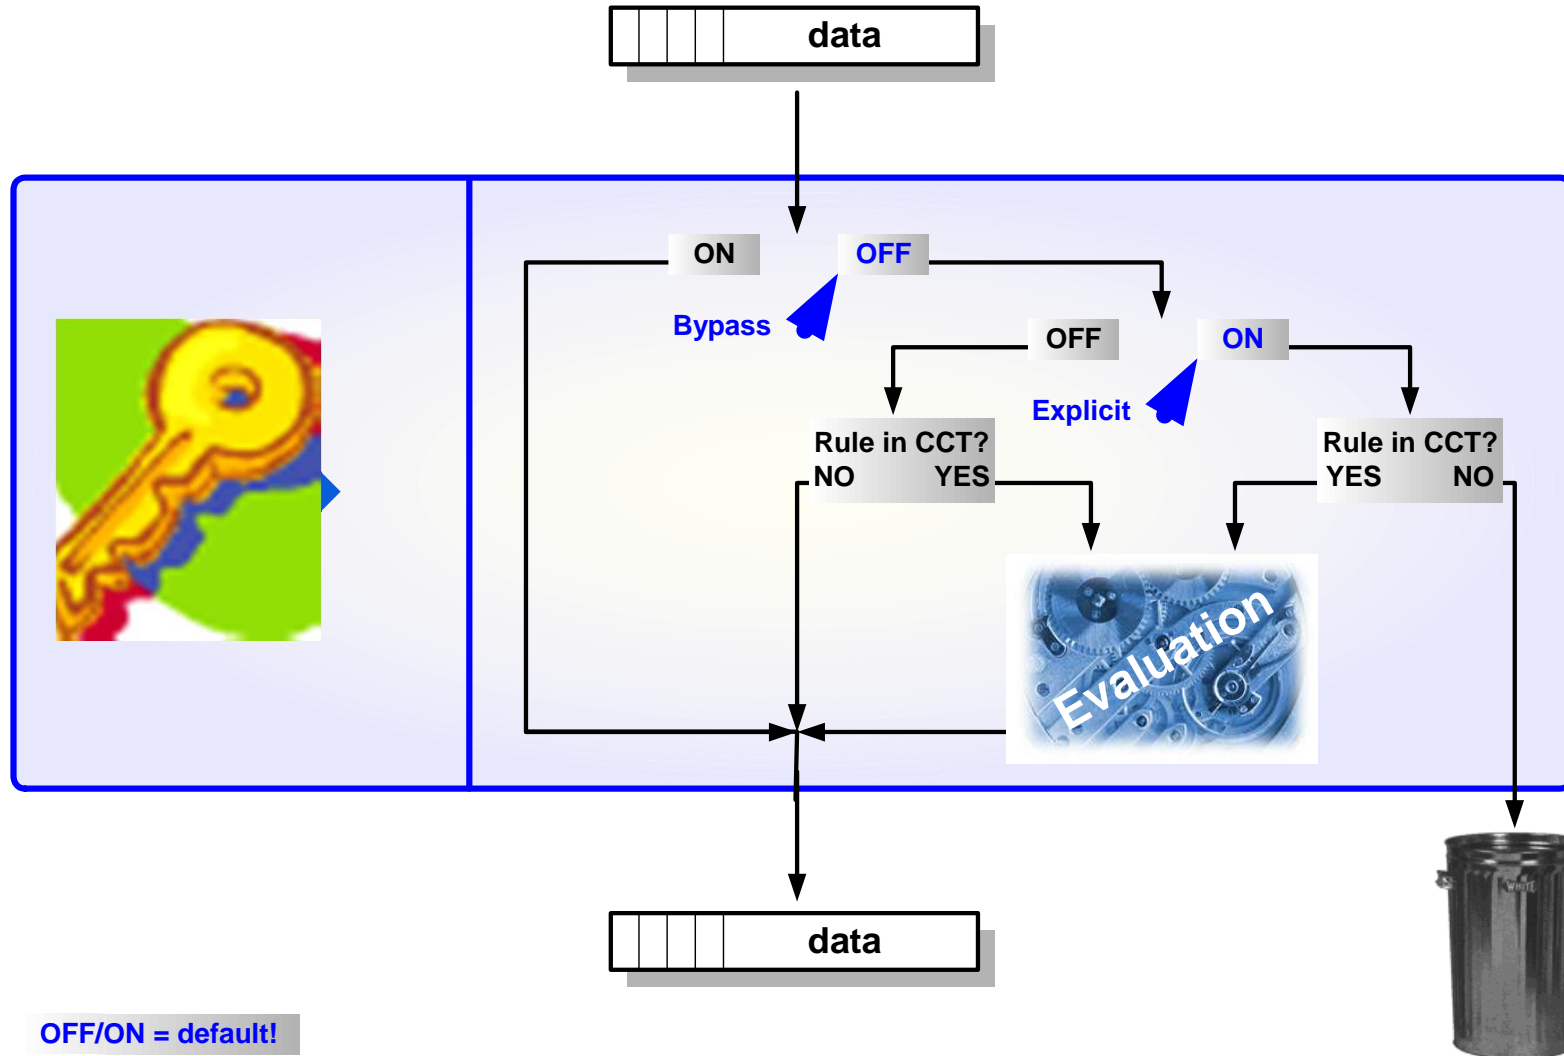 data
ON
OFF
Bypass
OFF
ON
Explicit
Rule in CCT?
NO YES
Rule in CCT?
YES NO
Evaluation
WHITE
data
OFF/ON = default!